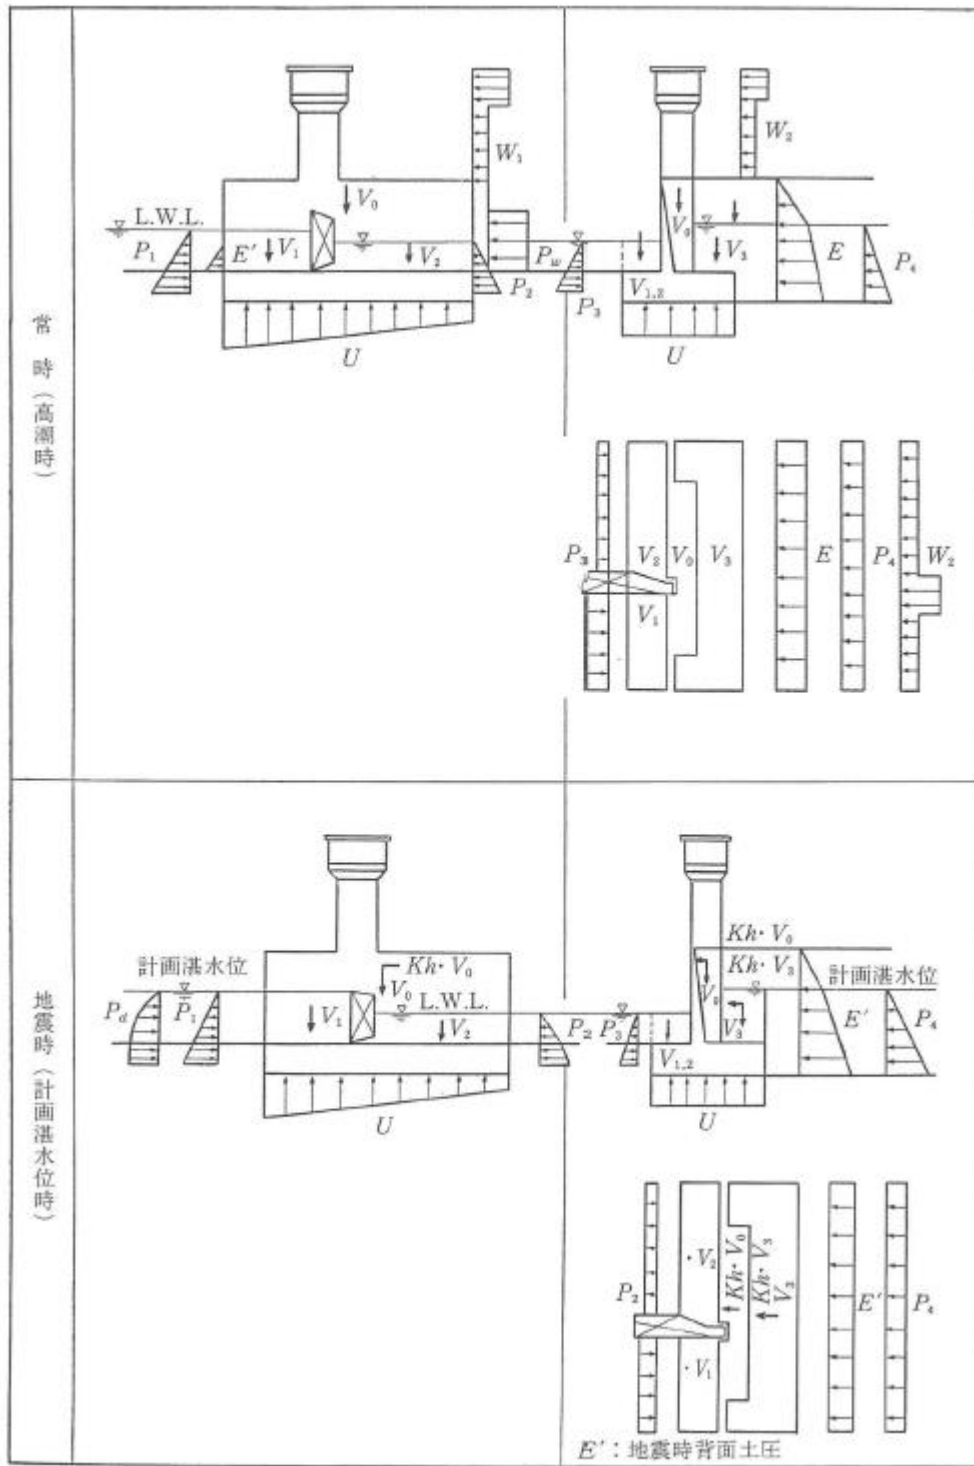 常時(高潮時)
W₁
W₂
V₀
V₀
L.W.L.
P₁
E′
V₁
V₂
P₂
P_w
P₃
V₃
V₁,₂
E
P₄
U
U
P₃
V₂
V₀
V₃
V₁
E
P₄
W₂
地震時(計画湛水位時)
計画湛水位
Kh・V₀
V₀
L.W.L.
P_d
P₁
V₁
V₂
P₂
U
Kh・V₀
Kh・V₃
計画湛水位
V₀
V₃
P₃
V₁,₂
E′
P₄
U
P₂
・V₂
Kh・V₀
Kh・V₃
V₃
・V₁
E′
P₄
E′:地震時背面土圧